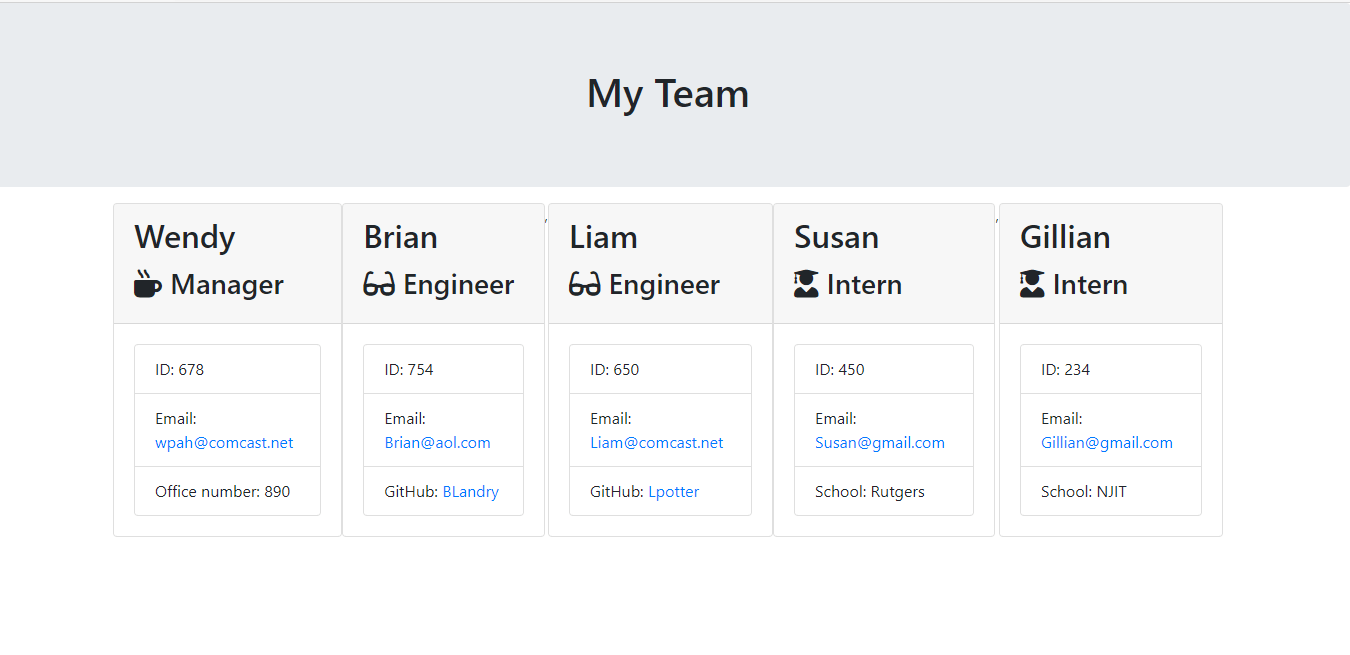 My Team
Wendy
Manager
ID: 678
Email:
wpah@comcast.net
Office number: 890
Brian
Engineer
ID: 754
Email:
Brian@aol.com
GitHub: BLandry
,
Liam
Engineer
ID: 650
Email:
Liam@comcast.net
GitHub: Lpotter
Susan
Intern
ID: 450
Email:
Susan@gmail.com
School: Rutgers
,
Gillian
Intern
ID: 234
Email:
Gillian@gmail.com
School: NJIT